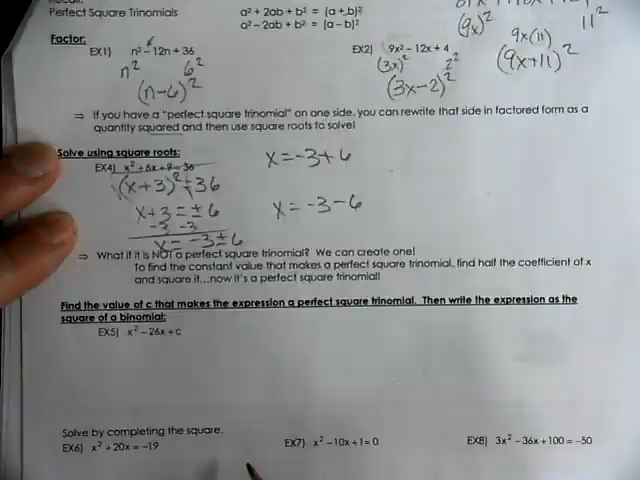 Perfect Square Trinomials a² + 2ab + b² = (a + b)²
a² – 2ab + b² = (a – b)²
(9x)² 11²
9x(11)
(9x+11)²
Factor:
EX1) n² – 12n + 36 EX2) 9x² – 12x + 4
n² 6² (3x)² 2²
(n-6)² (3x-2)²
⇒ If you have a "perfect square trinomial" on one side, you can rewrite that side in factored form as a
quantity squared and then use square roots to solve!
Solve using square roots:
EX4) x² + 6x + 9 = 36
(x+3)² = 36
x+3 = ±6
-3 -3
x = -3 ± 6
x = -3+6
x = -3-6
⇒ What if it is NOT a perfect square trinomial? We can create one!
To find the constant value that makes a perfect square trinomial, find half the coefficient of x
and square it...now it's a perfect square trinomial!
Find the value of c that makes the expression a perfect square trinomial. Then write the expression as the
square of a binomial:
EX5) x² – 26x + c
Solve by completing the square.
EX6) x² + 20x = –19 EX7) x² – 10x + 1 = 0 EX8) 3x² – 36x + 100 = –50